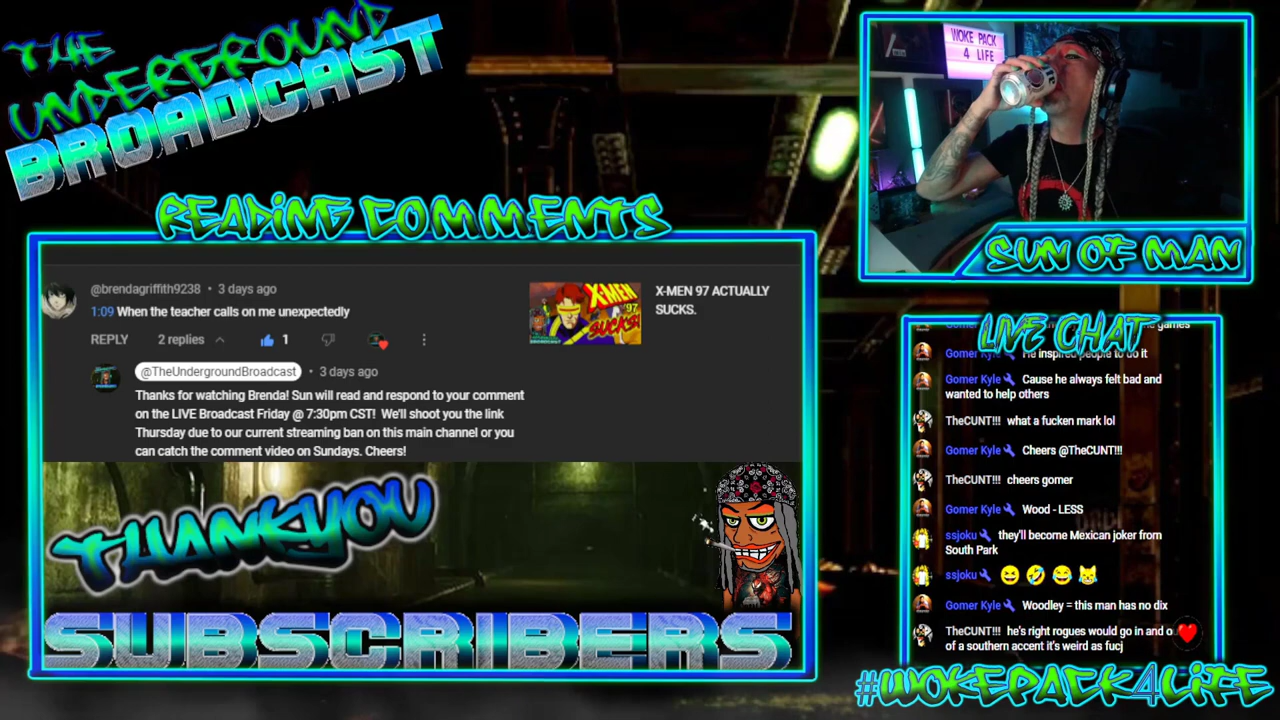 THE
UNDERGROUND
BROADCAST
READING COMMENTS
@brendagriffith9238 • 3 days ago
1:09 When the teacher calls on me unexpectedly
REPLY 2 replies 1
X-MEN
'97
SUCKS!
X-MEN 97 ACTUALLY
SUCKS.
@TheUndergroundBroadcast • 3 days ago
Thanks for watching Brenda! Sun will read and respond to your comment
on the LIVE Broadcast Friday @ 7:30pm CST! We'll shoot you the link
Thursday due to our current streaming ban on this main channel or you
can catch the comment video on Sundays. Cheers!
THANKYOU
SUBSCRIBERS
WOKE PACK
4 LIFE
SUN OF MAN
LIVE CHAT
games
Gomer Kyle He inspired people to do it
Gomer Kyle Cause he always felt bad and
wanted to help others
TheCUNT!!! what a fucken mark lol
Gomer Kyle Cheers @TheCUNT!!!
TheCUNT!!! cheers gomer
Gomer Kyle Wood - LESS
ssjoku they'll become Mexican joker from
South Park
ssjoku 😆 🤣 😂 😹
Gomer Kyle Woodley = this man has no dix
TheCUNT!!! he's right rogues would go in and o
of a southern accent it's weird as fucj
#WOKEPACK4LIFE